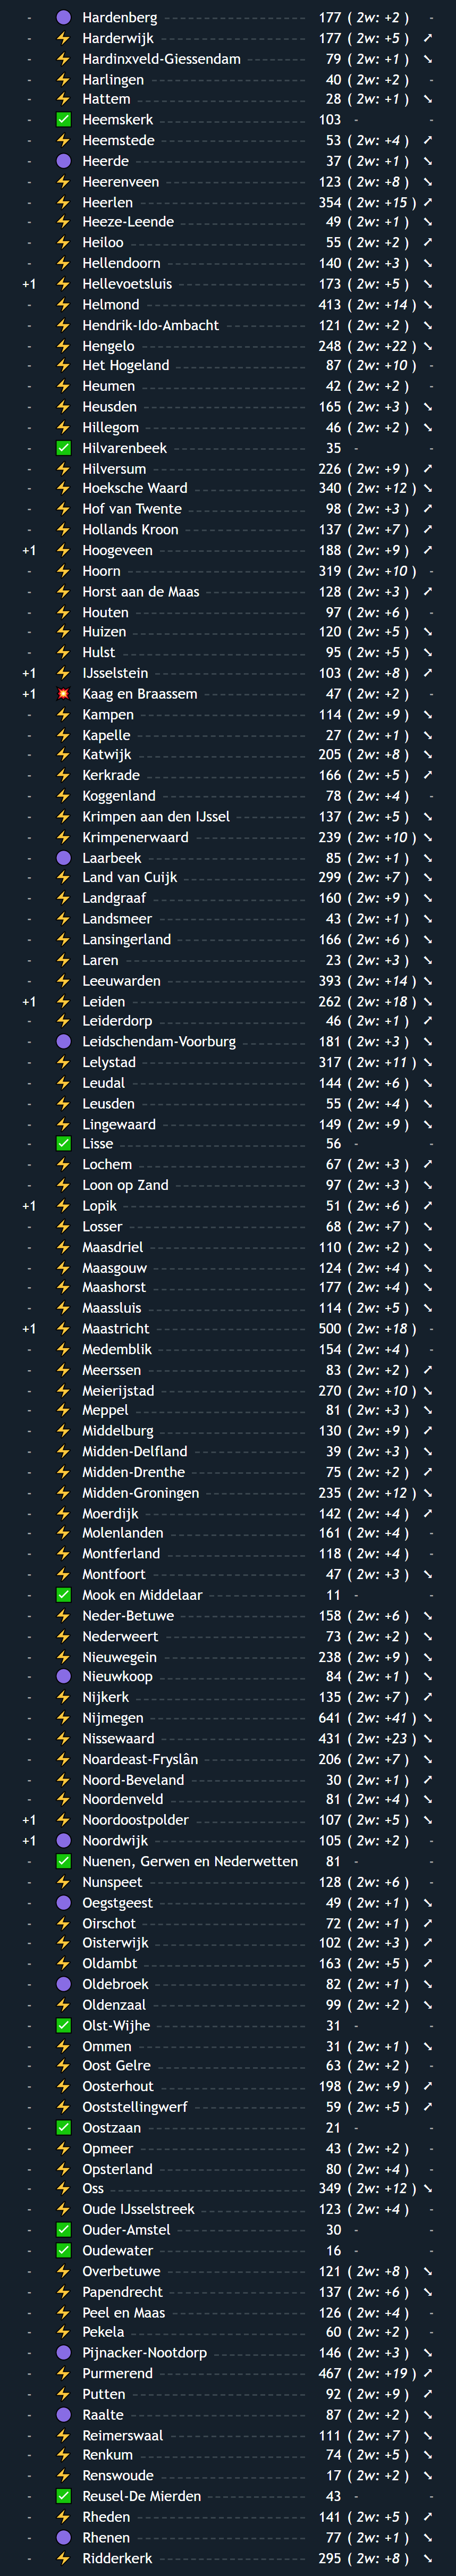 - Hardenberg 177 ( 2w: +2 ) -
- Harderwijk 177 ( 2w: +5 ) ↗
- Hardinxveld-Giessendam 79 ( 2w: +1 ) ↘
- Harlingen 40 ( 2w: +2 ) -
- Hattem 28 ( 2w: +1 ) ↘
- Heemskerk 103 - -
- Heemstede 53 ( 2w: +4 ) ↗
- Heerde 37 ( 2w: +1 ) ↘
- Heerenveen 123 ( 2w: +8 ) ↘
- Heerlen 354 ( 2w: +15 ) ↗
- Heeze-Leende 49 ( 2w: +1 ) ↘
- Heiloo 55 ( 2w: +2 ) ↗
- Hellendoorn 140 ( 2w: +3 ) ↘
+1 Hellevoetsluis 173 ( 2w: +5 ) ↘
- Helmond 413 ( 2w: +14 ) ↘
- Hendrik-Ido-Ambacht 121 ( 2w: +2 ) ↘
- Hengelo 248 ( 2w: +22 ) ↘
- Het Hogeland 87 ( 2w: +10 ) -
- Heumen 42 ( 2w: +2 ) -
- Heusden 165 ( 2w: +3 ) ↘
- Hillegom 46 ( 2w: +2 ) ↘
- Hilvarenbeek 35 - -
- Hilversum 226 ( 2w: +9 ) ↗
- Hoeksche Waard 340 ( 2w: +12 ) ↘
- Hof van Twente 98 ( 2w: +3 ) ↗
- Hollands Kroon 137 ( 2w: +7 ) ↗
+1 Hoogeveen 188 ( 2w: +9 ) ↗
- Hoorn 319 ( 2w: +10 ) -
- Horst aan de Maas 128 ( 2w: +3 ) ↗
- Houten 97 ( 2w: +6 ) -
- Huizen 120 ( 2w: +5 ) ↘
- Hulst 95 ( 2w: +5 ) ↘
+1 IJsselstein 103 ( 2w: +8 ) ↗
+1 Kaag en Braassem 47 ( 2w: +2 ) -
- Kampen 114 ( 2w: +9 ) ↘
- Kapelle 27 ( 2w: +1 ) ↘
- Katwijk 205 ( 2w: +8 ) ↘
- Kerkrade 166 ( 2w: +5 ) ↗
- Koggenland 78 ( 2w: +4 ) -
- Krimpen aan den IJssel 137 ( 2w: +5 ) ↘
- Krimpenerwaard 239 ( 2w: +10 ) ↘
- Laarbeek 85 ( 2w: +1 ) ↘
- Land van Cuijk 299 ( 2w: +7 ) ↘
- Landgraaf 160 ( 2w: +9 ) ↘
- Landsmeer 43 ( 2w: +1 ) ↘
- Lansingerland 166 ( 2w: +6 ) ↘
- Laren 23 ( 2w: +3 ) ↘
- Leeuwarden 393 ( 2w: +14 ) ↘
+1 Leiden 262 ( 2w: +18 ) ↘
- Leiderdorp 46 ( 2w: +1 ) ↗
- Leidschendam-Voorburg 181 ( 2w: +3 ) ↘
- Lelystad 317 ( 2w: +11 ) ↘
- Leudal 144 ( 2w: +6 ) ↘
- Leusden 55 ( 2w: +4 ) ↘
- Lingewaard 149 ( 2w: +9 ) ↘
- Lisse 56 - -
- Lochem 67 ( 2w: +3 ) ↗
- Loon op Zand 97 ( 2w: +3 ) ↘
+1 Lopik 51 ( 2w: +6 ) ↗
- Losser 68 ( 2w: +7 ) ↘
- Maasdriel 110 ( 2w: +2 ) ↘
- Maasgouw 124 ( 2w: +4 ) ↘
- Maashorst 177 ( 2w: +4 ) ↘
- Maassluis 114 ( 2w: +5 ) ↘
+1 Maastricht 500 ( 2w: +18 ) -
- Medemblik 154 ( 2w: +4 ) -
- Meerssen 83 ( 2w: +2 ) ↗
- Meierijstad 270 ( 2w: +10 ) ↘
- Meppel 81 ( 2w: +3 ) ↘
- Middelburg 130 ( 2w: +9 ) ↗
- Midden-Delfland 39 ( 2w: +3 ) ↘
- Midden-Drenthe 75 ( 2w: +2 ) ↗
- Midden-Groningen 235 ( 2w: +12 ) ↘
- Moerdijk 142 ( 2w: +4 ) ↗
- Molenlanden 161 ( 2w: +4 ) -
- Montferland 118 ( 2w: +4 ) -
- Montfoort 47 ( 2w: +3 ) ↘
- Mook en Middelaar 11 - -
- Neder-Betuwe 158 ( 2w: +6 ) ↘
- Nederweert 73 ( 2w: +2 ) ↘
- Nieuwegein 238 ( 2w: +9 ) ↘
- Nieuwkoop 84 ( 2w: +1 ) ↘
- Nijkerk 135 ( 2w: +7 ) ↗
- Nijmegen 641 ( 2w: +41 ) ↘
- Nissewaard 431 ( 2w: +23 ) ↘
- Noardeast-Fryslân 206 ( 2w: +7 ) ↘
- Noord-Beveland 30 ( 2w: +1 ) ↗
- Noordenveld 81 ( 2w: +4 ) ↘
+1 Noordoostpolder 107 ( 2w: +5 ) ↘
+1 Noordwijk 105 ( 2w: +2 ) -
- Nuenen, Gerwen en Nederwetten 81 - -
- Nunspeet 128 ( 2w: +6 ) -
- Oegstgeest 49 ( 2w: +1 ) ↘
- Oirschot 72 ( 2w: +1 ) ↗
- Oisterwijk 102 ( 2w: +3 ) ↗
- Oldambt 163 ( 2w: +5 ) ↗
- Oldebroek 82 ( 2w: +1 ) ↘
- Oldenzaal 99 ( 2w: +2 ) ↘
- Olst-Wijhe 31 - -
- Ommen 31 ( 2w: +1 ) ↘
- Oost Gelre 63 ( 2w: +2 ) -
- Oosterhout 198 ( 2w: +9 ) ↗
- Ooststellingwerf 59 ( 2w: +5 ) ↗
- Oostzaan 21 - -
- Opmeer 43 ( 2w: +2 ) -
- Opsterland 80 ( 2w: +4 ) -
- Oss 349 ( 2w: +12 ) ↘
- Oude IJsselstreek 123 ( 2w: +4 ) -
- Ouder-Amstel 30 - -
- Oudewater 16 - -
- Overbetuwe 121 ( 2w: +8 ) ↘
- Papendrecht 137 ( 2w: +6 ) ↘
- Peel en Maas 126 ( 2w: +4 ) -
- Pekela 60 ( 2w: +2 ) -
- Pijnacker-Nootdorp 146 ( 2w: +3 ) ↘
- Purmerend 467 ( 2w: +19 ) ↗
- Putten 92 ( 2w: +9 ) ↗
- Raalte 87 ( 2w: +2 ) ↘
- Reimerswaal 111 ( 2w: +7 ) ↘
- Renkum 74 ( 2w: +5 ) ↘
- Renswoude 17 ( 2w: +2 ) ↘
- Reusel-De Mierden 43 - -
- Rheden 141 ( 2w: +5 ) ↗
- Rhenen 77 ( 2w: +1 ) ↘
- Ridderkerk 295 ( 2w: +8 ) ↘